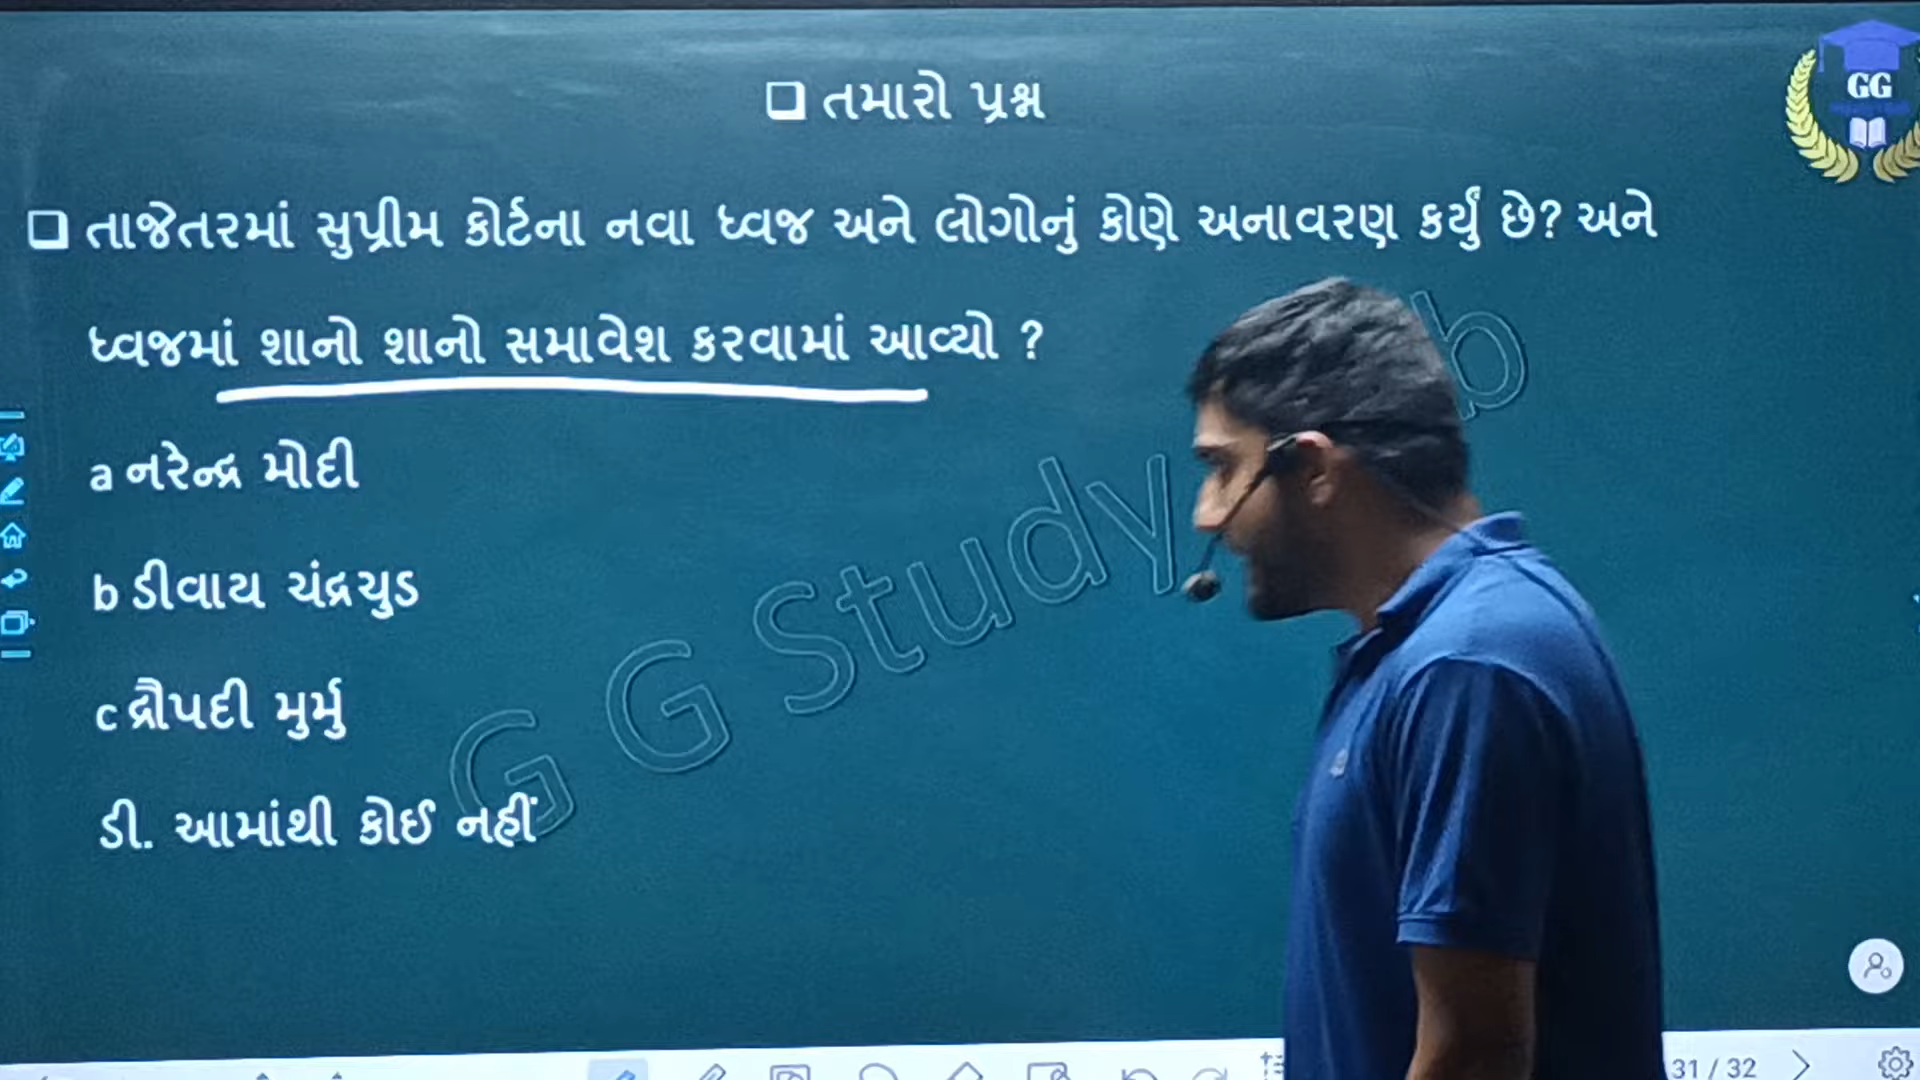 ❑ તમારો પ્રશ્ન
GG
❑ તાજેતરમાં સુપ્રીમ કોર્ટના નવા ધ્વજ અને લોગોનું કોણે અનાવરણ કર્યું છે? અને
ધ્વજમાં શાનો શાનો સમાવેશ કરવામાં આવ્યો ?
a નરેન્દ્ર મોદી
b ડીવાય ચંદ્રચુડ
c દ્રૌપદી મુર્મુ
ડી. આમાંથી કોઈ નહીં
G G Study b
31 / 32